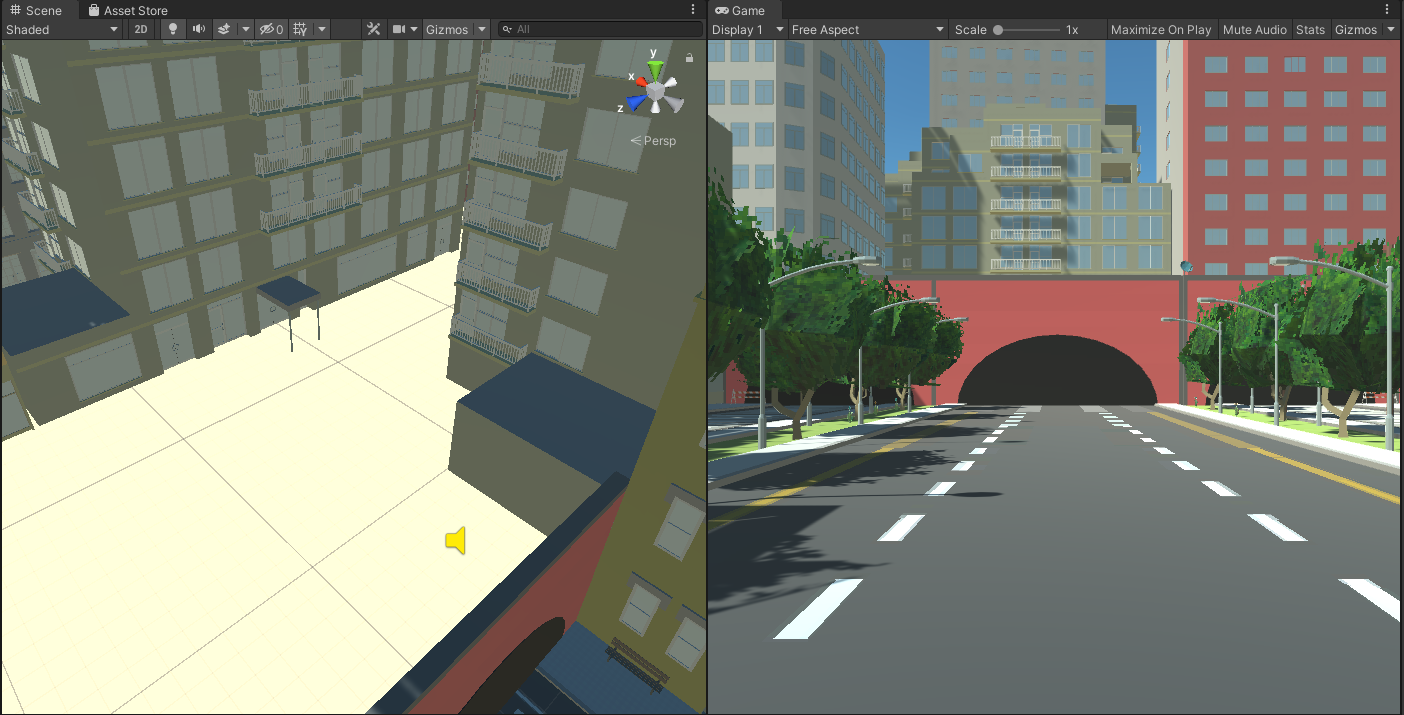 Scene
Asset Store
Shaded
2D
0
Gizmos
All
y
x
z
Persp
Game
Display 1
Free Aspect
Scale
1x
Maximize On Play
Mute Audio
Stats
Gizmos